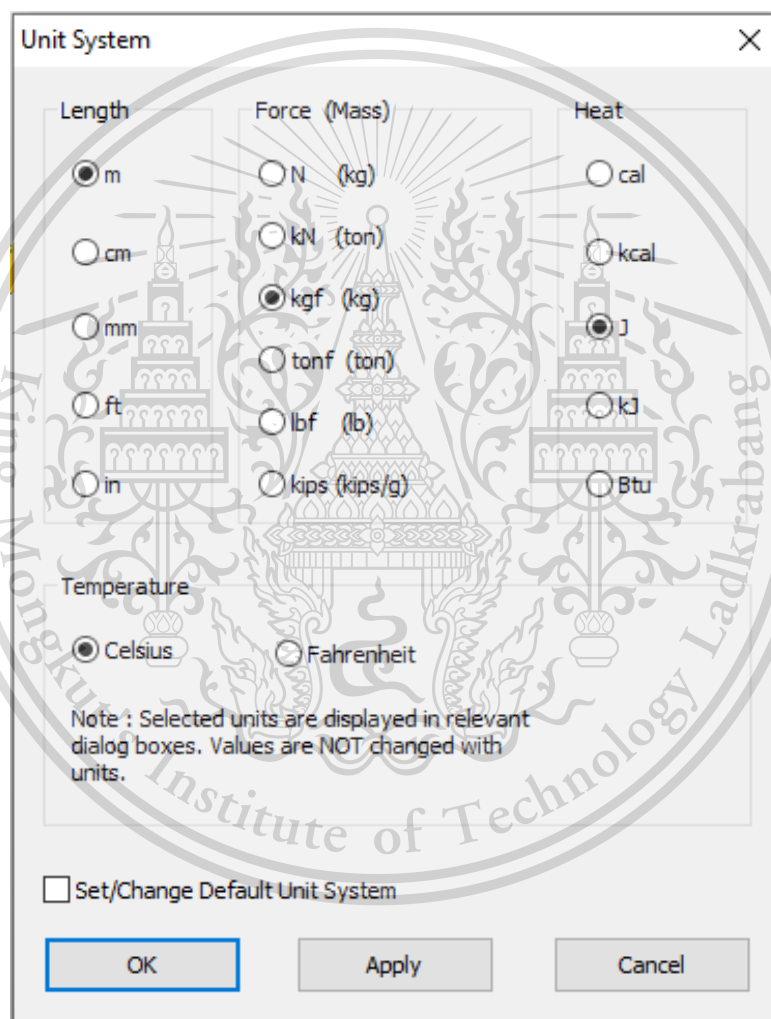 Unit System
Length
Force (Mass)
Heat
m
N (kg)
cal
cm
kN (ton)
kcal
mm
kgf (kg)
J
ft
tonf (ton)
kJ
in
lbf (lb)
Btu
kips (kips/g)
Temperature
Celsius
Fahrenheit
Note : Selected units are displayed in relevant
dialog boxes. Values are NOT changed with
units.
Set/Change Default Unit System
OK
Apply
Cancel
King Mongkut's Institute of Technology Ladkrabang